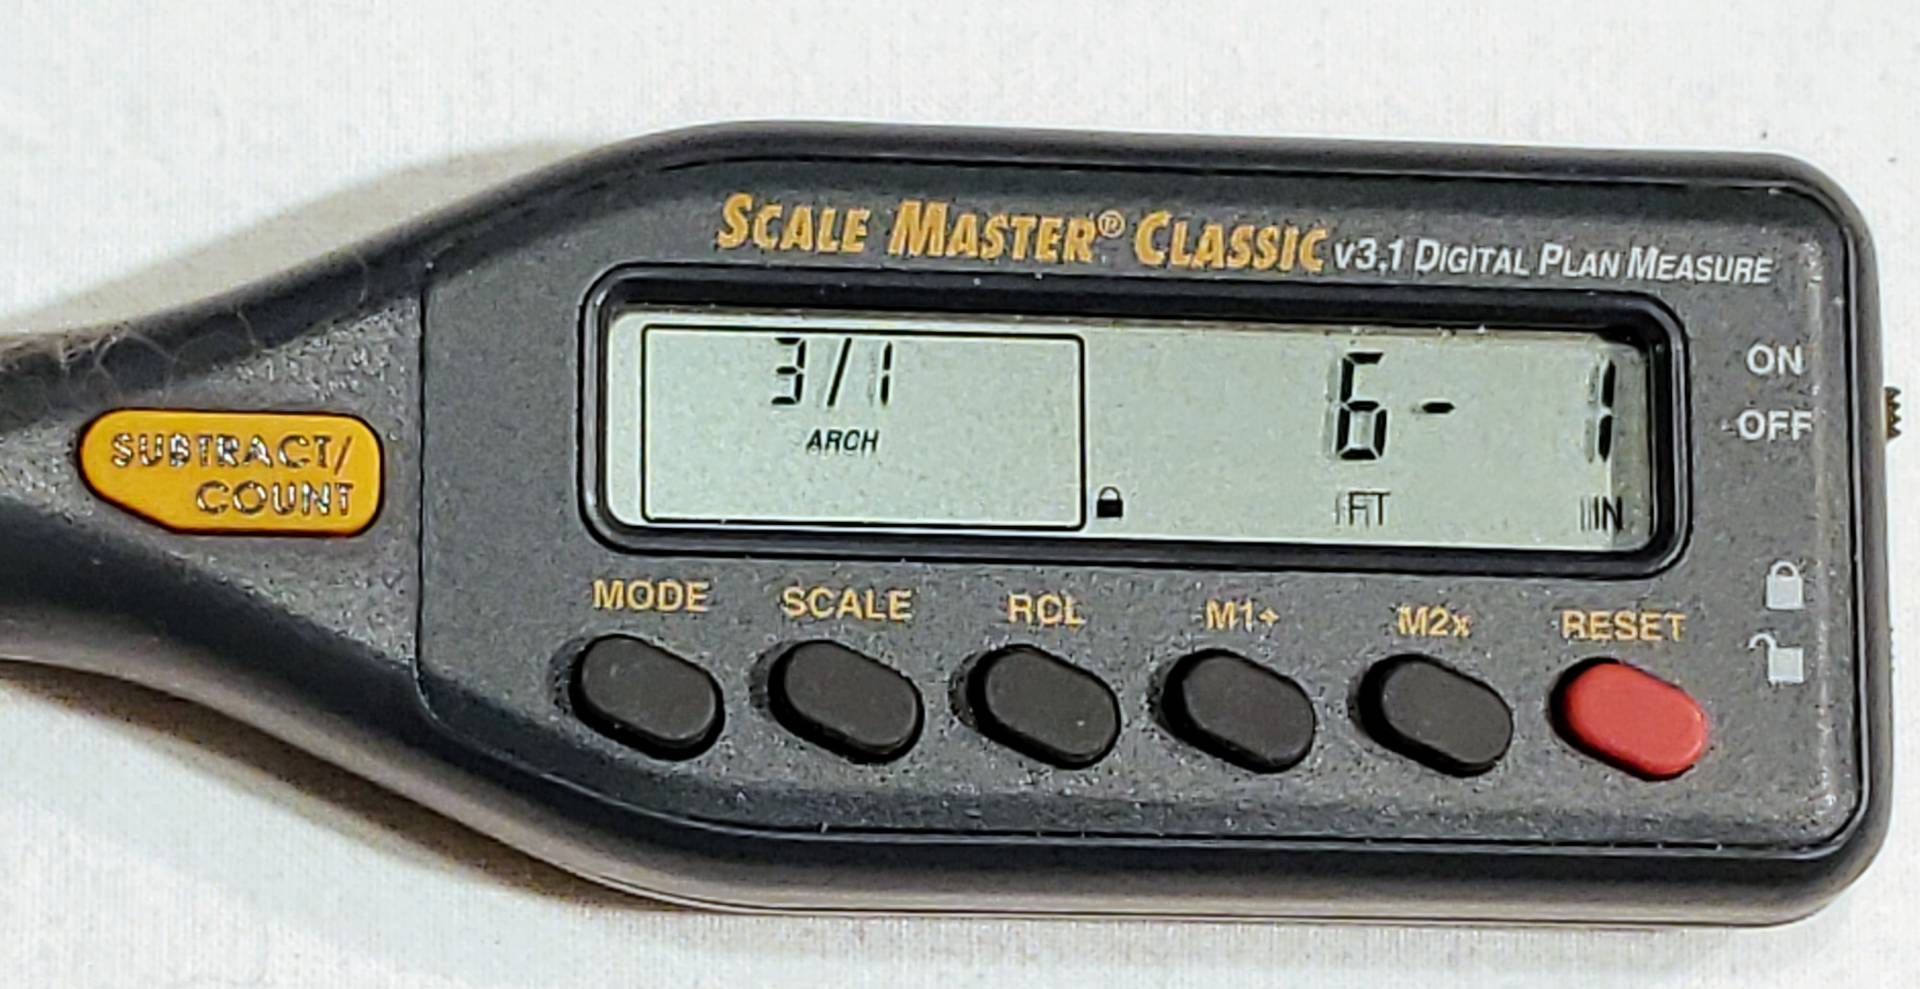 SCALE MASTER® CLASSIC v3.1 DIGITAL PLAN MEASURE
3/1
ARCH
6- 1
FT IN
ON
OFF
SUBTRACT/
COUNT
MODE SCALE RCL M1+ M2x RESET